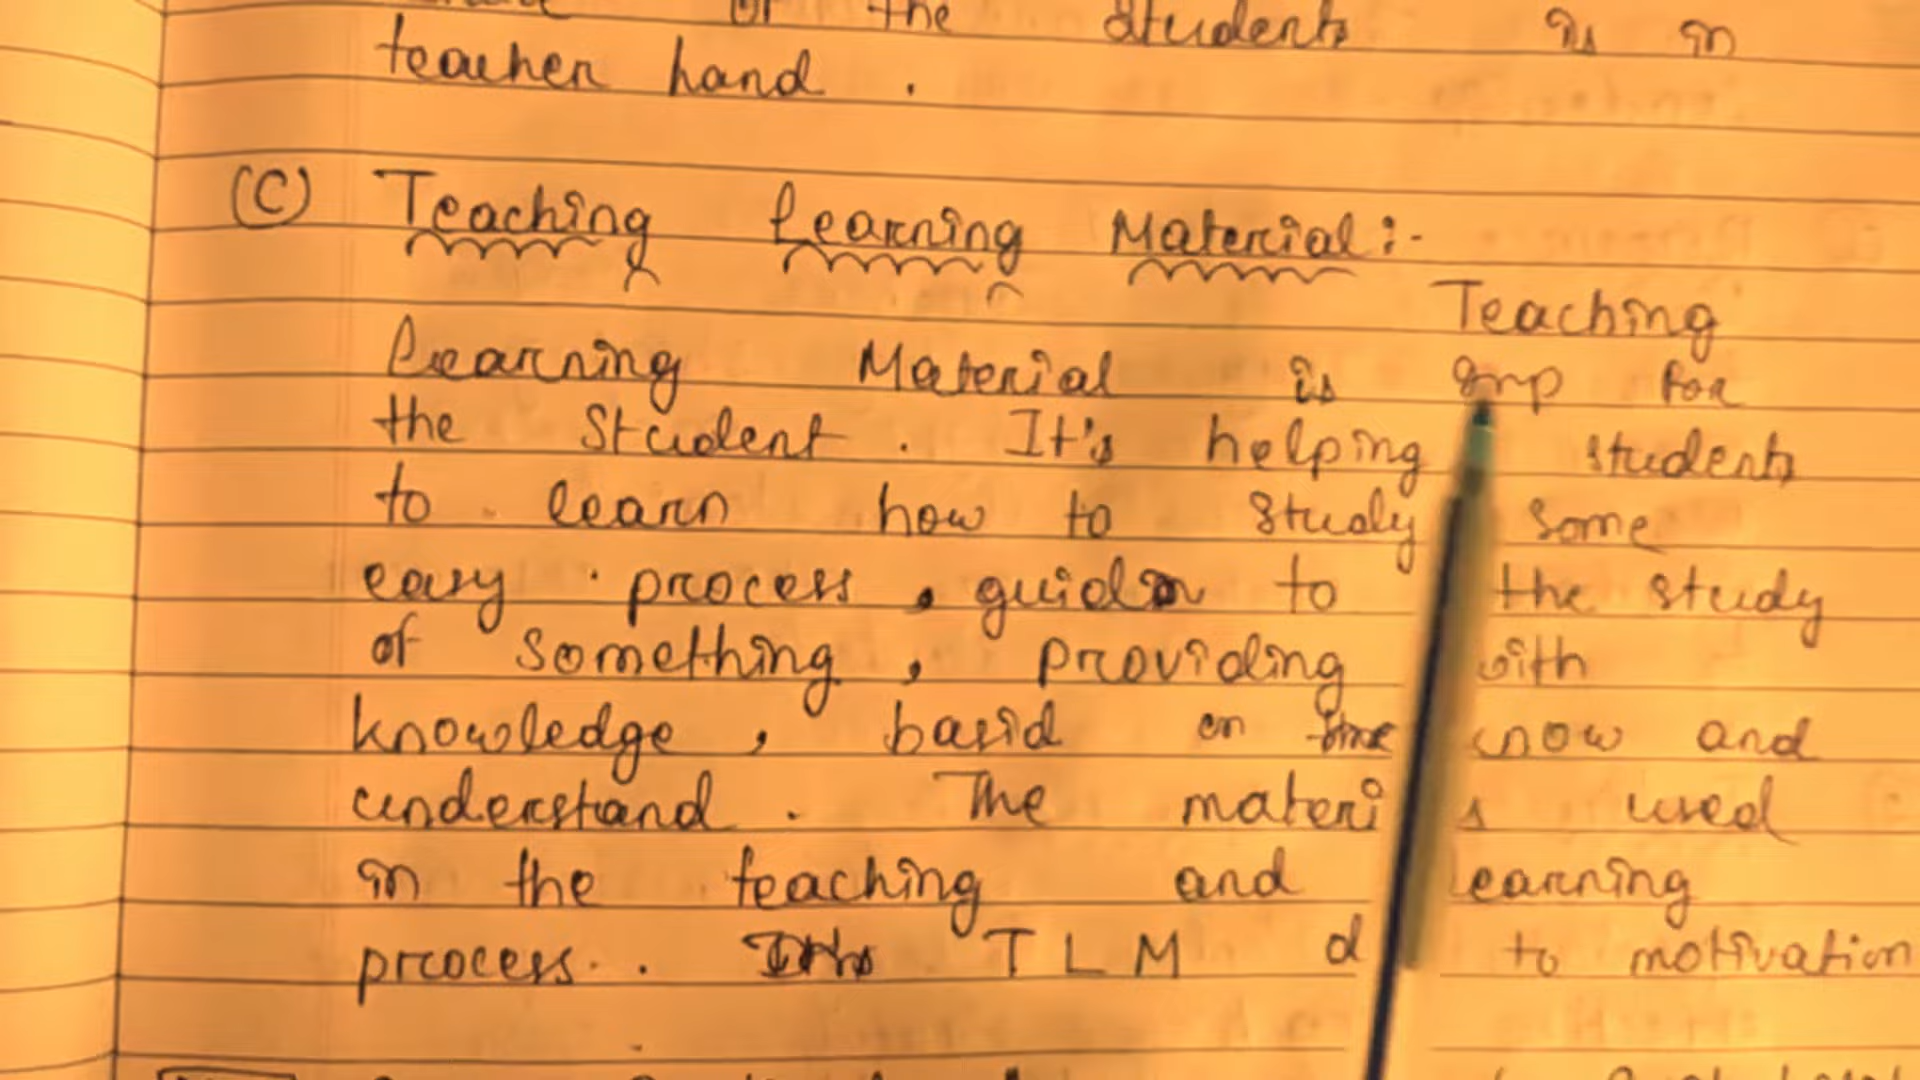 of the students is in
teacher hand .
(C) Teaching Learning Material :-
Teaching
Learning Material is Imp for
the Student . It's helping students
to learn how to study some
easy process , to the study
of something , providing with
knowledge , basid on know and
understand . The used
in the teaching and learning
process . TLM to motivation